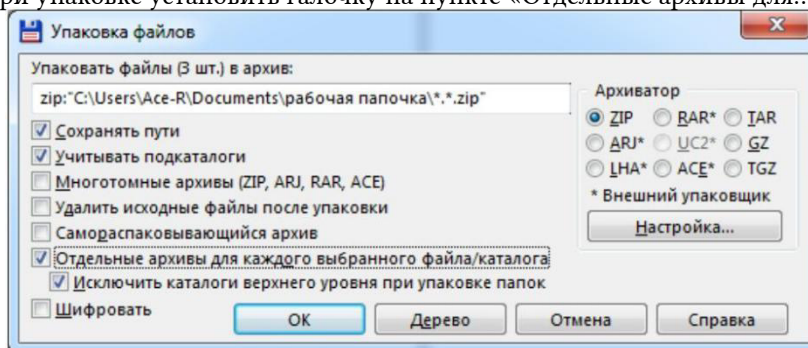 ри упаковке установить галочку на пункте «Отдельные архивы для..
Упаковка файлов
Упаковать файлы (3 шт.) в архив:
zip:"C:\Users\Ace-R\Documents\рабочая папочка\*.*.zip"
Сохранять пути
Учитывать подкаталоги
Многотомные архивы (ZIP, ARJ, RAR, ACE)
Удалить исходные файлы после упаковки
Самораспаковывающийся архив
Отдельные архивы для каждого выбранного файла/каталога
Исключить каталоги верхнего уровня при упаковке папок
Шифровать
Архиватор
ZIP RAR* TAR
ARJ* UC2* GZ
LHA* ACE* TGZ
* Внешний упаковщик
Настройка...
OK Дерево Отмена Справка